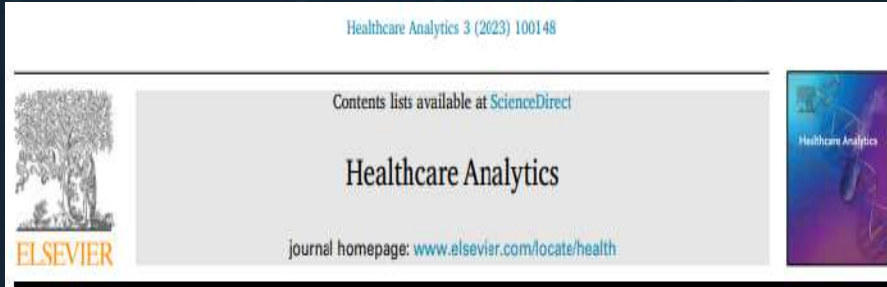 Healthcare Analytics 3 (2023) 100148
Contents lists available at ScienceDirect
Healthcare Analytics
journal homepage: www.elsevier.com/locate/health
ELSEVIER
Healthcare Analytics